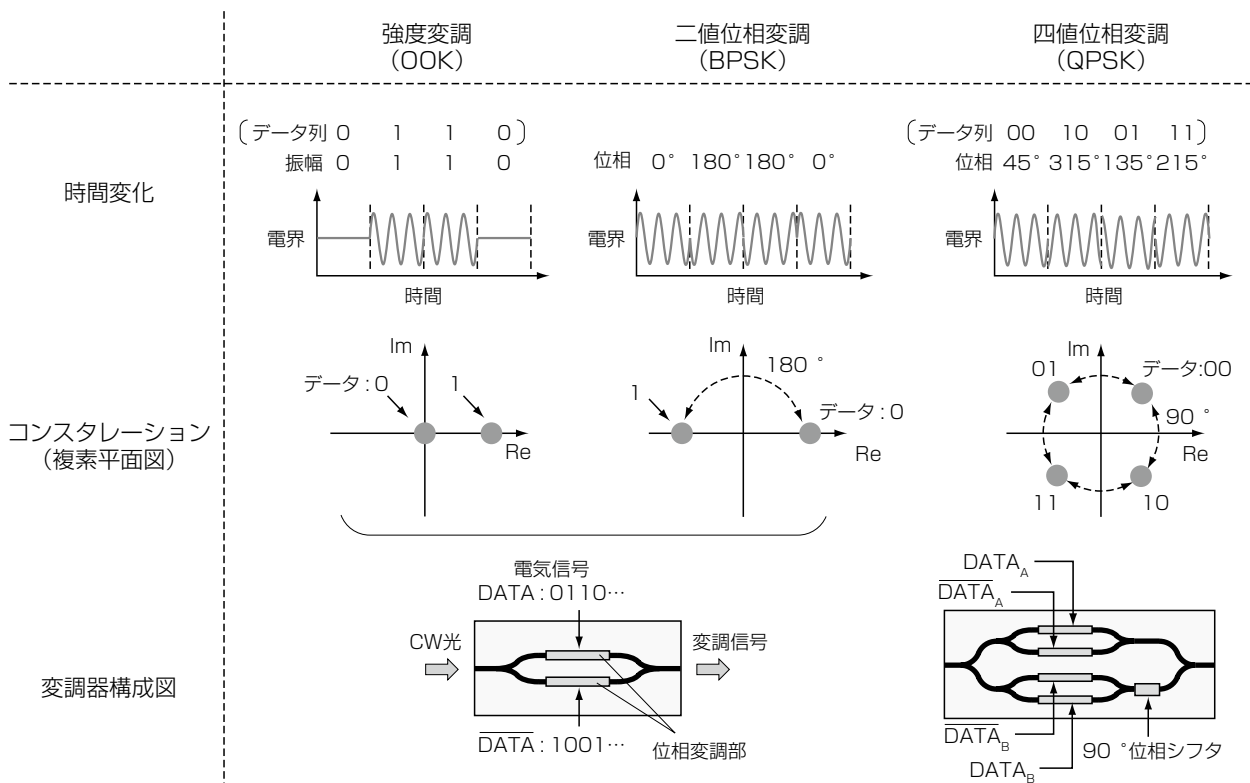 強度変調
(OOK)
二値位相変調
(BPSK)
四値位相変調
(QPSK)
時間変化
〔データ列 0 1 1 0〕
振幅 0 1 1 0
電界
時間
位相 0° 180° 180° 0°
電界
時間
〔データ列 00 10 01 11〕
位相 45° 315° 135° 215°
電界
時間
コンスタレーション
(複素平面図)
Im
データ : 0
1
Re
Im
180 °
1
データ : 0
Re
Im
01
データ:00
90 °
Re
11
10
変調器構成図
電気信号
DATA : 0110…
CW光
変調信号
D̅A̅T̅A̅ : 1001…
位相変調部
DATA_A
D̅A̅T̅A̅_A
D̅A̅T̅A̅_B
90 °位相シフタ
DATA_B